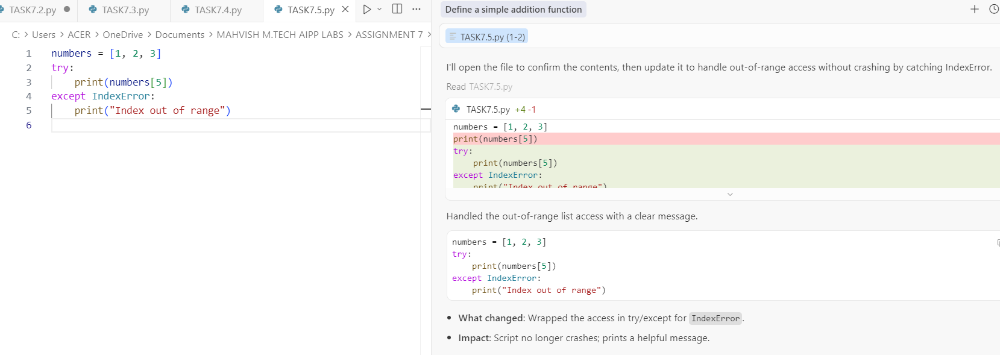 TASK7.2.py TASK7.3.py TASK7.4.py TASK7.5.py
C: > Users > ACER > OneDrive > Documents > MAHVISH M.TECH AIPP LABS > ASSIGNMENT 7 >
1 numbers = [1, 2, 3]
2 try:
3     print(numbers[5])
4 except IndexError:
5     print("Index out of range")
6
Define a simple addition function
TASK7.5.py (1-2)
I'll open the file to confirm the contents, then update it to handle out-of-range access without crashing by catching IndexError.
Read TASK7.5.py
TASK7.5.py +4 -1
numbers = [1, 2, 3]
print(numbers[5])
try:
    print(numbers[5])
except IndexError:
    print("Index out of range")
Handled the out-of-range list access with a clear message.
numbers = [1, 2, 3]
try:
    print(numbers[5])
except IndexError:
    print("Index out of range")
• What changed: Wrapped the access in try/except for IndexError.
• Impact: Script no longer crashes; prints a helpful message.